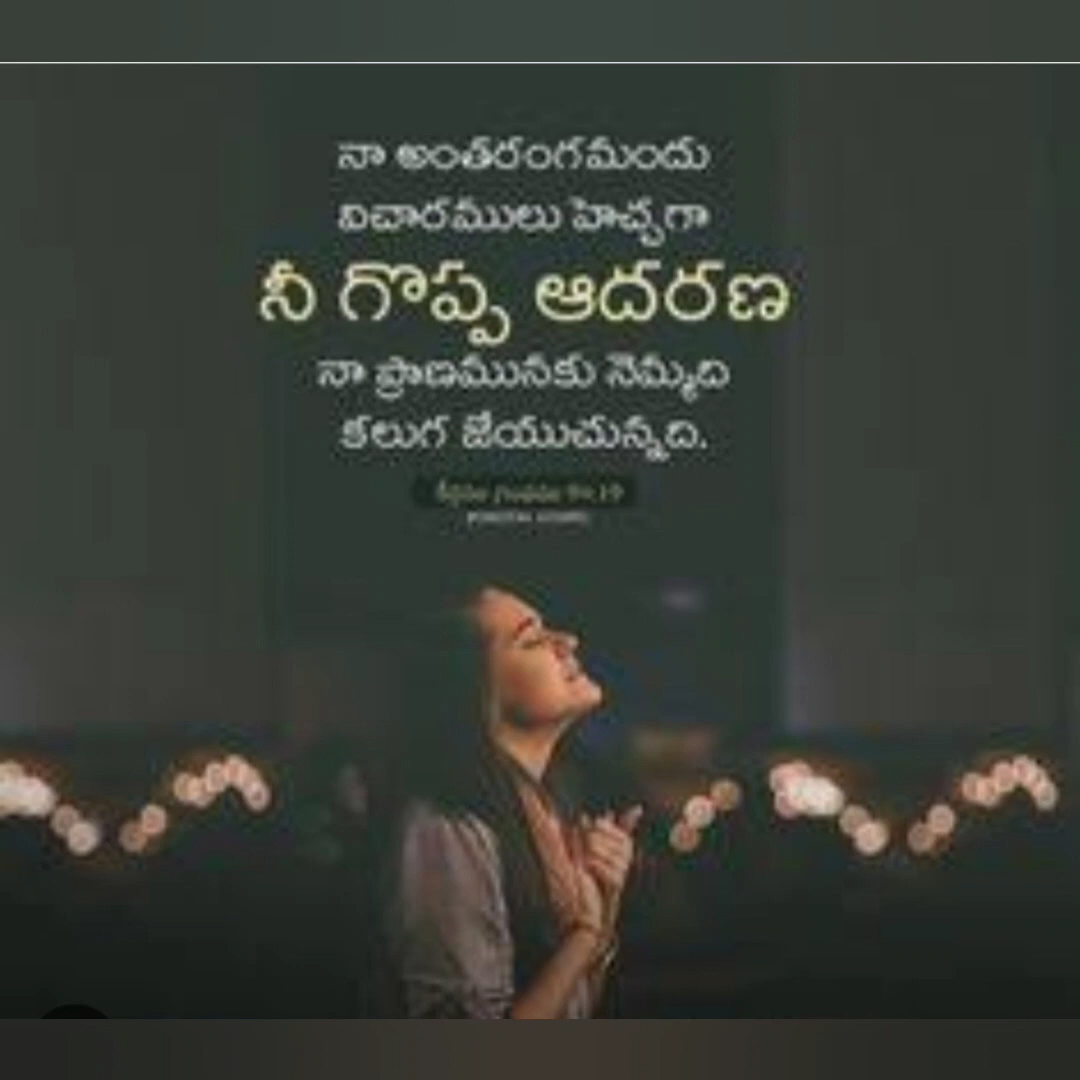 నా అంతరంగమందు
విచారములు హెచ్చగా
నీ గొప్ప ఆదరణ
నా ప్రాణమునకు నెమ్మది
కలుగ జేయుచున్నది.